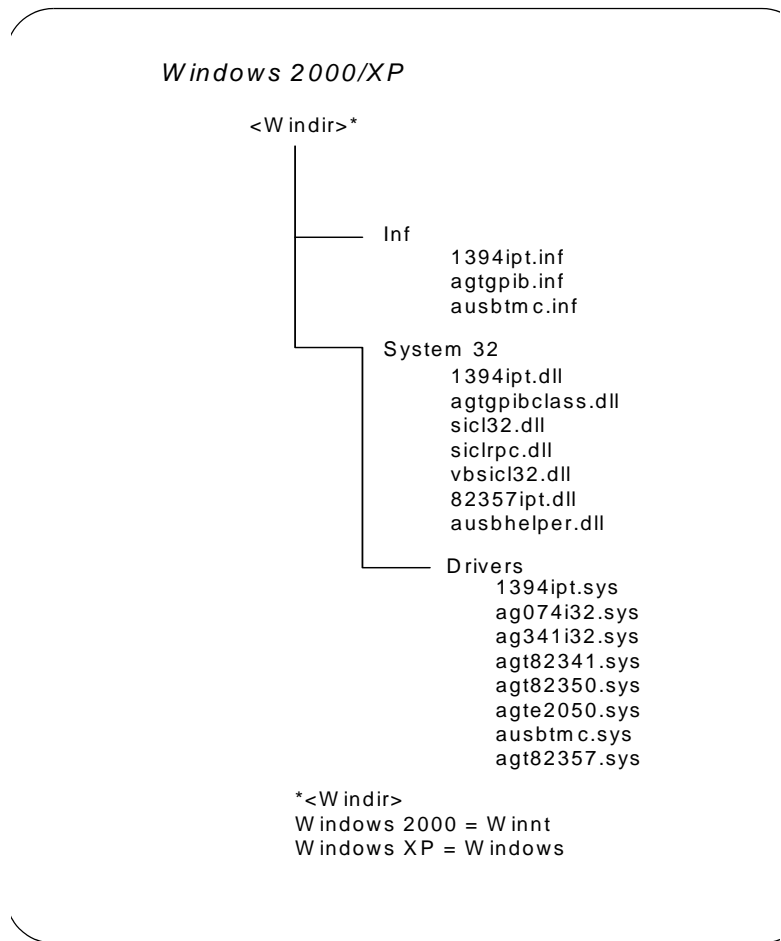 Windows 2000/XP
<Windir>*
Inf
1394ipt.inf
agtgpib.inf
ausbtmc.inf
System 32
1394ipt.dll
agtgpibclass.dll
sicl32.dll
siclrpc.dll
vbsicl32.dll
82357ipt.dll
ausbhelper.dll
Drivers
1394ipt.sys
ag074i32.sys
ag341i32.sys
agt82341.sys
agt82350.sys
agte2050.sys
ausbtmc.sys
agt82357.sys
*<Windir>
Windows 2000 = Winnt
Windows XP = Windows